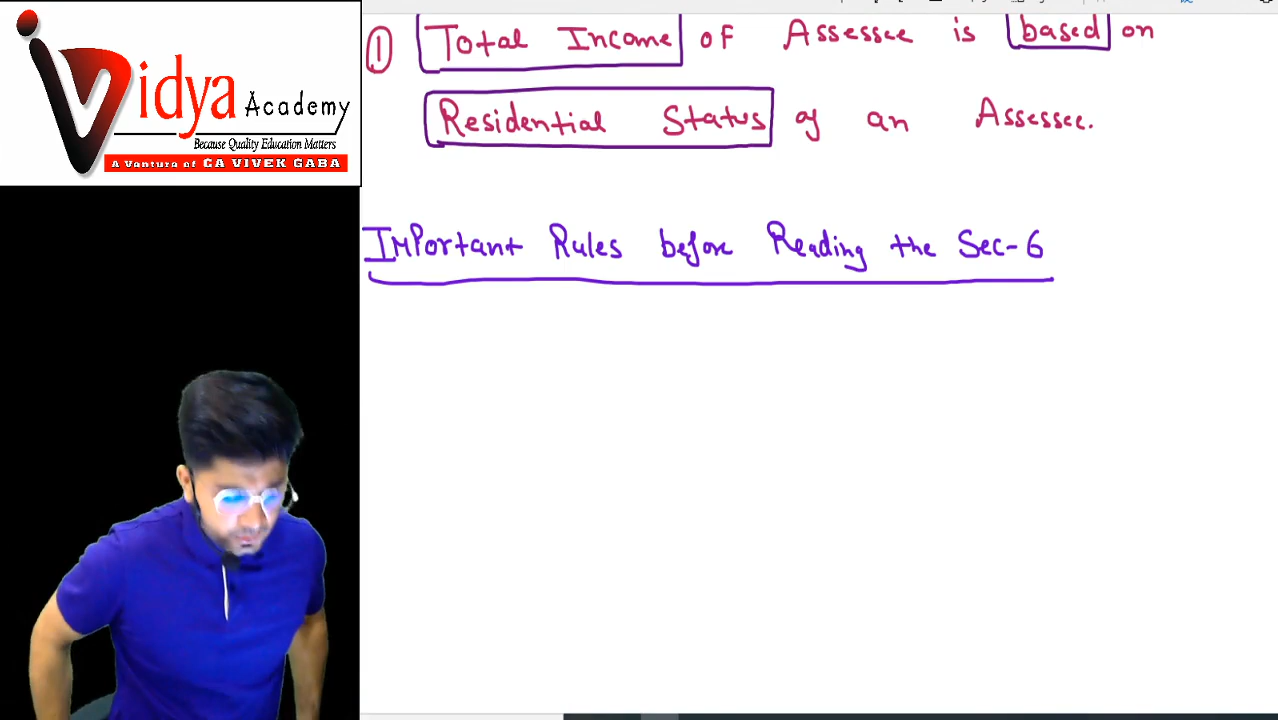 Vidya Academy
Because Quality Education Matters
A Ventura of CA VIVEK GABA
① Total Income of Assessee is based on
Residential Status of an Assessee.
Important Rules before Reading the Sec-6